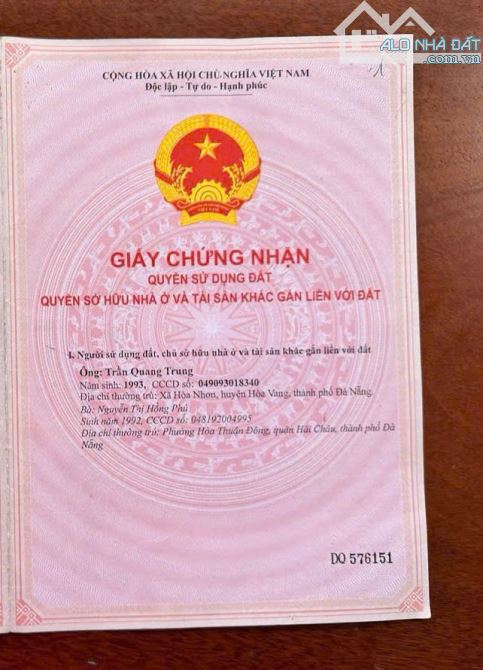 ALO NHÀ ĐẤT
.com.vn
1
CỘNG HÒA XÃ HỘI CHỦ NGHĨA VIỆT NAM
Độc lập - Tự do - Hạnh phúc
VIỆT NAM
GIẤY CHỨNG NHẬN
QUYỀN SỬ DỤNG ĐẤT
QUYỀN SỞ HỮU NHÀ Ở VÀ TÀI SẢN KHÁC GẮN LIỀN VỚI ĐẤT
I. Người sử dụng đất, chủ sở hữu nhà ở và tài sản khác gắn liền với đất
Ông: Trần Quang Trung
Năm sinh: 1993, CCCD số: 049093018340
Địa chỉ thường trú: Xã Hòa Nhơn, huyện Hòa Vang, thành phố Đà Nẵng.
Bà: Nguyễn Thị Hồng Phú
Sinh năm 1992, CCCD số: 048192004995
Địa chỉ thường trú: Phường Hòa Thuận Đông, quận Hải Châu, thành phố Đà
Nẵng
DQ 576151